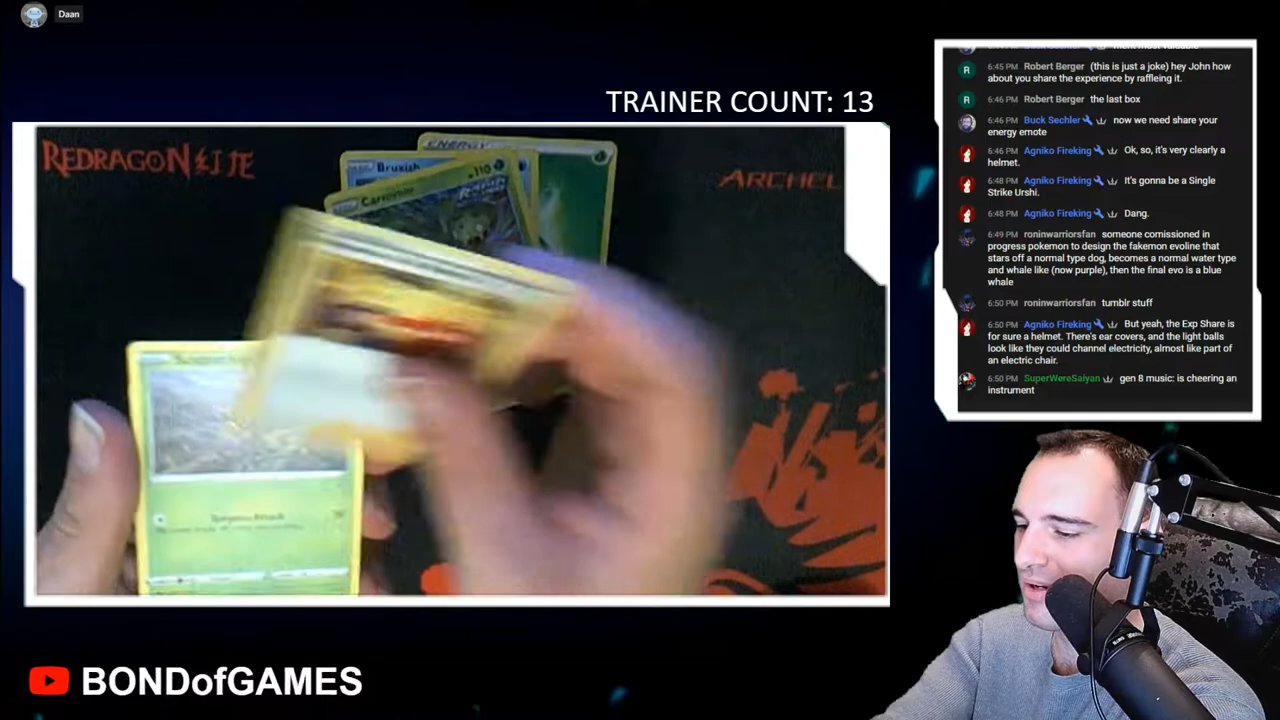 Daan
TRAINER COUNT: 13
REDRAGON 红龙
ARCHE
ENERGY
Bruxish
Carnivine
110
RAPID
BONDofGAMES
6:45 PM Robert Berger (this is just a joke) hey John how
about you share the experience by raffleing it.
6:46 PM Robert Berger the last box
6:46 PM Buck Sechler now we need share your
energy emote
6:46 PM Agniko Fireking Ok, so, it's very clearly a
helmet.
6:48 PM Agniko Fireking It's gonna be a Single
Strike Urshi.
6:48 PM Agniko Fireking Dang.
6:49 PM roninwarriorsfan someone comissioned in
progress pokemon to design the fakemon evoline that
stars off a normal type dog, becomes a normal water type
and whale like (now purple), then the final evo is a blue
whale
6:50 PM roninwarriorsfan tumblr stuff
6:50 PM Agniko Fireking But yeah, the Exp Share is
for sure a helmet. There's ear covers, and the light balls
look like they could channel electricity, almost like part of
an electric chair.
6:50 PM SuperWereSaiyan gen 8 music: is cheering an
instrument
R
R